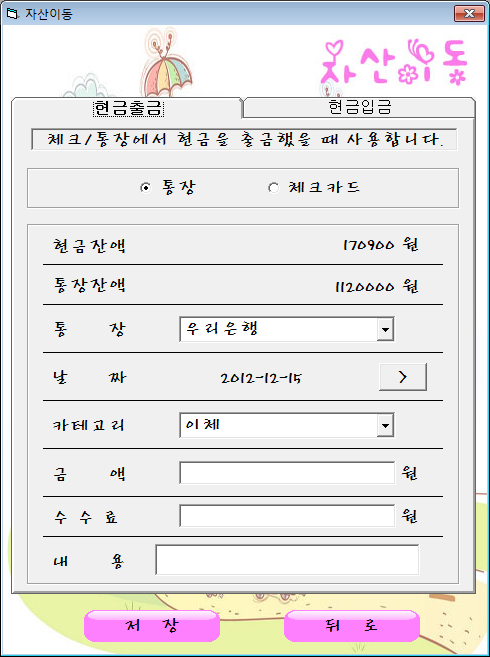 자산이동
자산이동
현금출금 현금입금
체크/통장에서 현금을 출금했을 때 사용합니다.
통장 체크카드
현금잔액 170900 원
통장잔액 1120000 원
통 장 우리은행
날 짜 2012-12-15 >
카테고리 이체
금 액 원
수 수 료 원
내 용
저 장 뒤 로